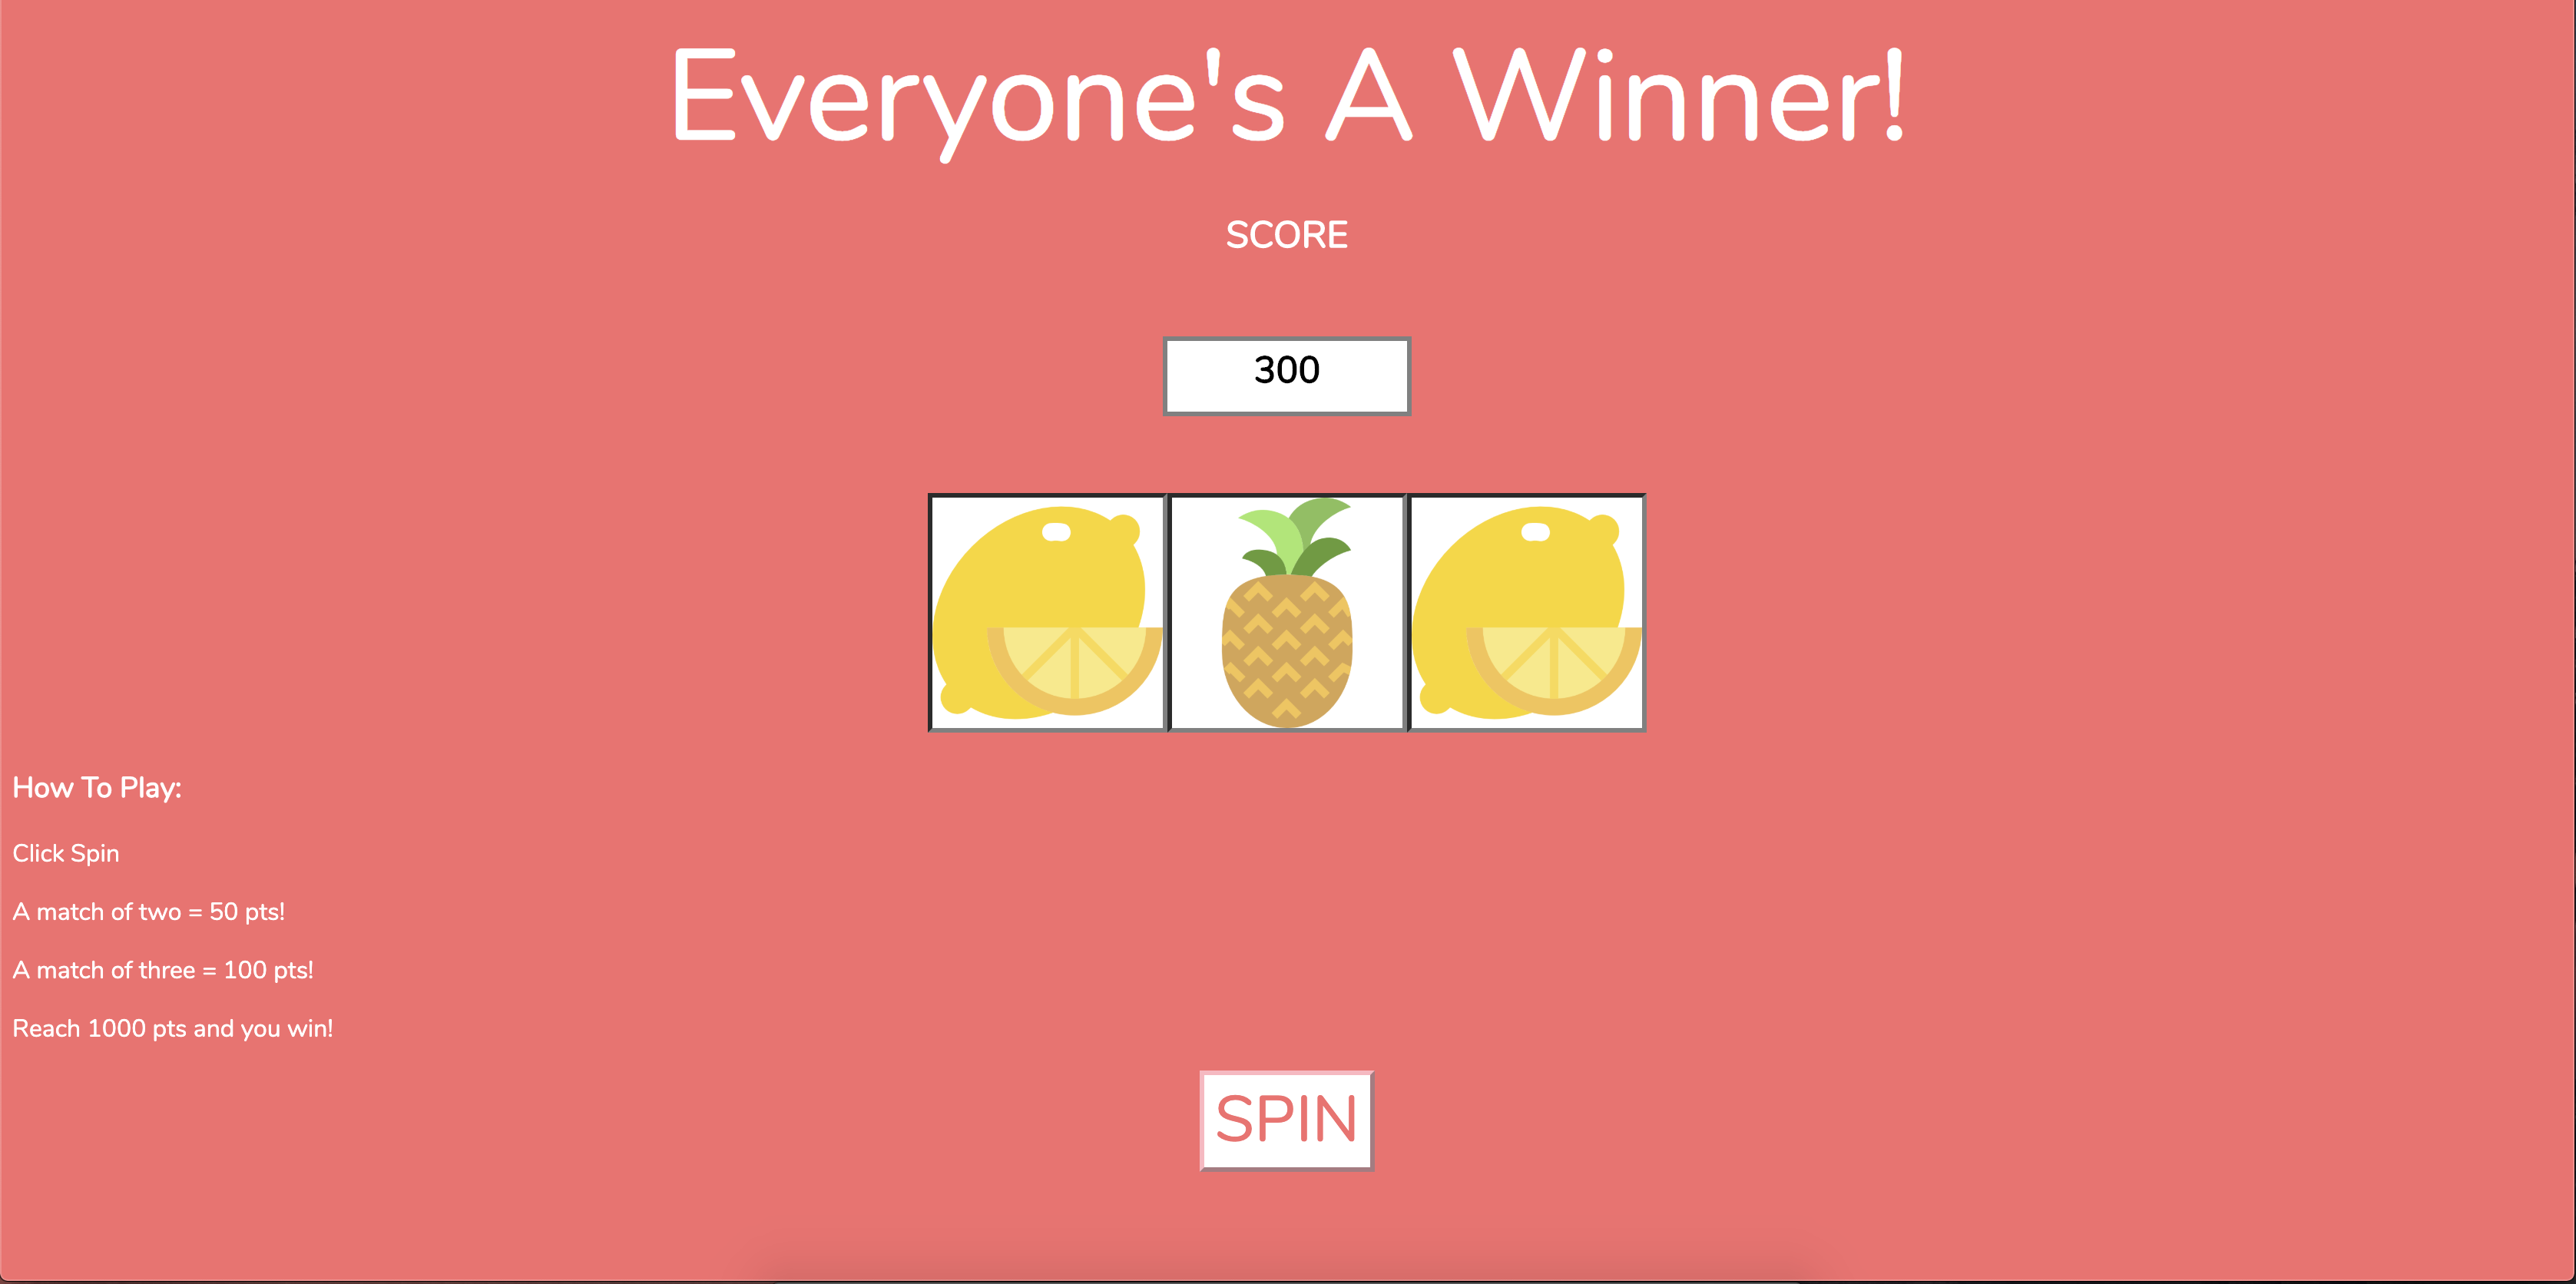 Everyone's A Winner!
SCORE
300
How To Play:
Click Spin
A match of two = 50 pts!
A match of three = 100 pts!
Reach 1000 pts and you win!
SPIN